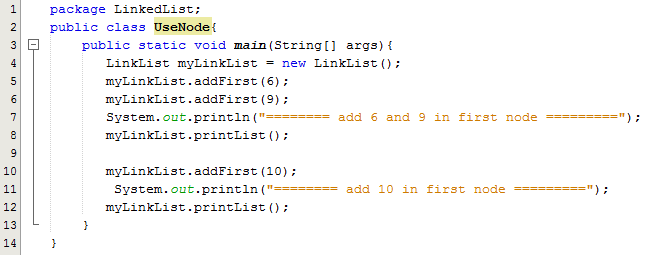 1 package LinkedList;
2 public class UseNode{
3 public static void main(String[] args){
4 LinkList myLinkList = new LinkList();
5 myLinkList.addFirst(6);
6 myLinkList.addFirst(9);
7 System.out.println("======== add 6 and 9 in first node =========");
8 myLinkList.printList();
9
10 myLinkList.addFirst(10);
11 System.out.println("======== add 10 in first node =========");
12 myLinkList.printList();
13 }
14 }